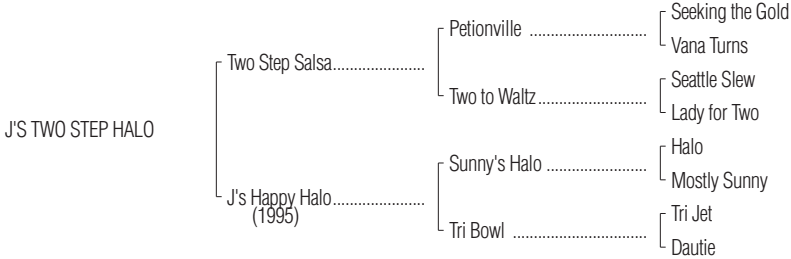 Seeking the Gold
Petionville ............................
Vana Turns
Two Step Salsa......................
Seattle Slew
Two to Waltz..........................
Lady for Two
J'S TWO STEP HALO
Halo
Sunny's Halo ........................
Mostly Sunny
J's Happy Halo......................
(1995)
Tri Jet
Tri Bowl ................................
Dautie